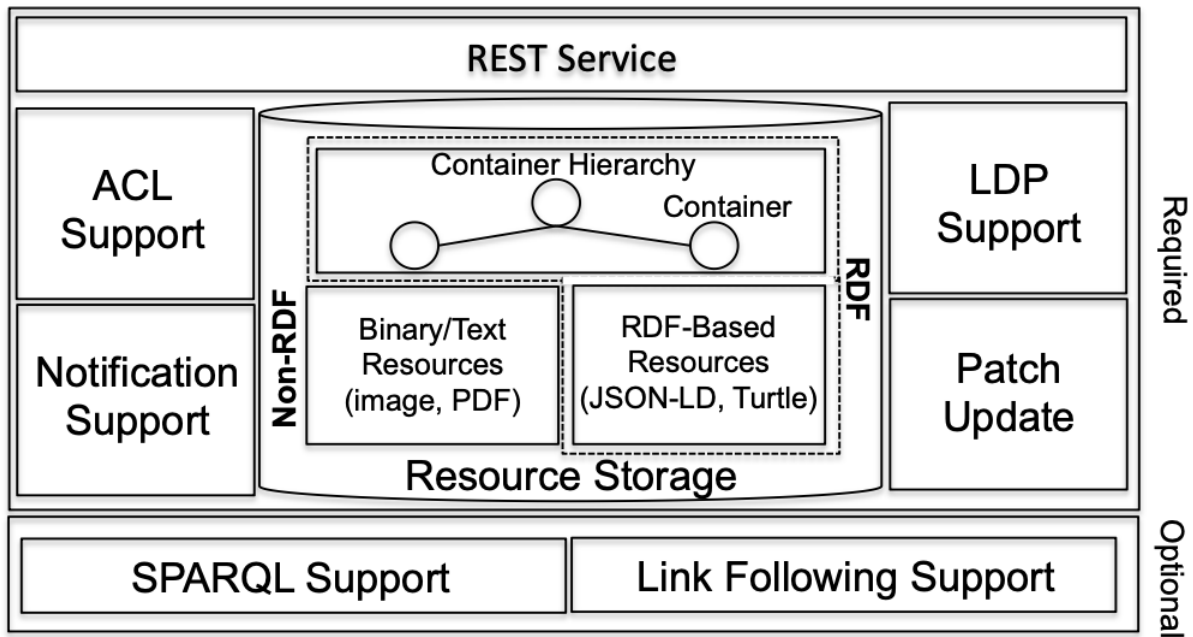 REST Service
ACL
Support
Notification
Support
Container Hierarchy
Container
Non-RDF
RDF
Binary/Text
Resources
(image, PDF)
RDF-Based
Resources
(JSON-LD, Turtle)
Resource Storage
LDP
Support
Patch
Update
Required
SPARQL Support
Link Following Support
Optional